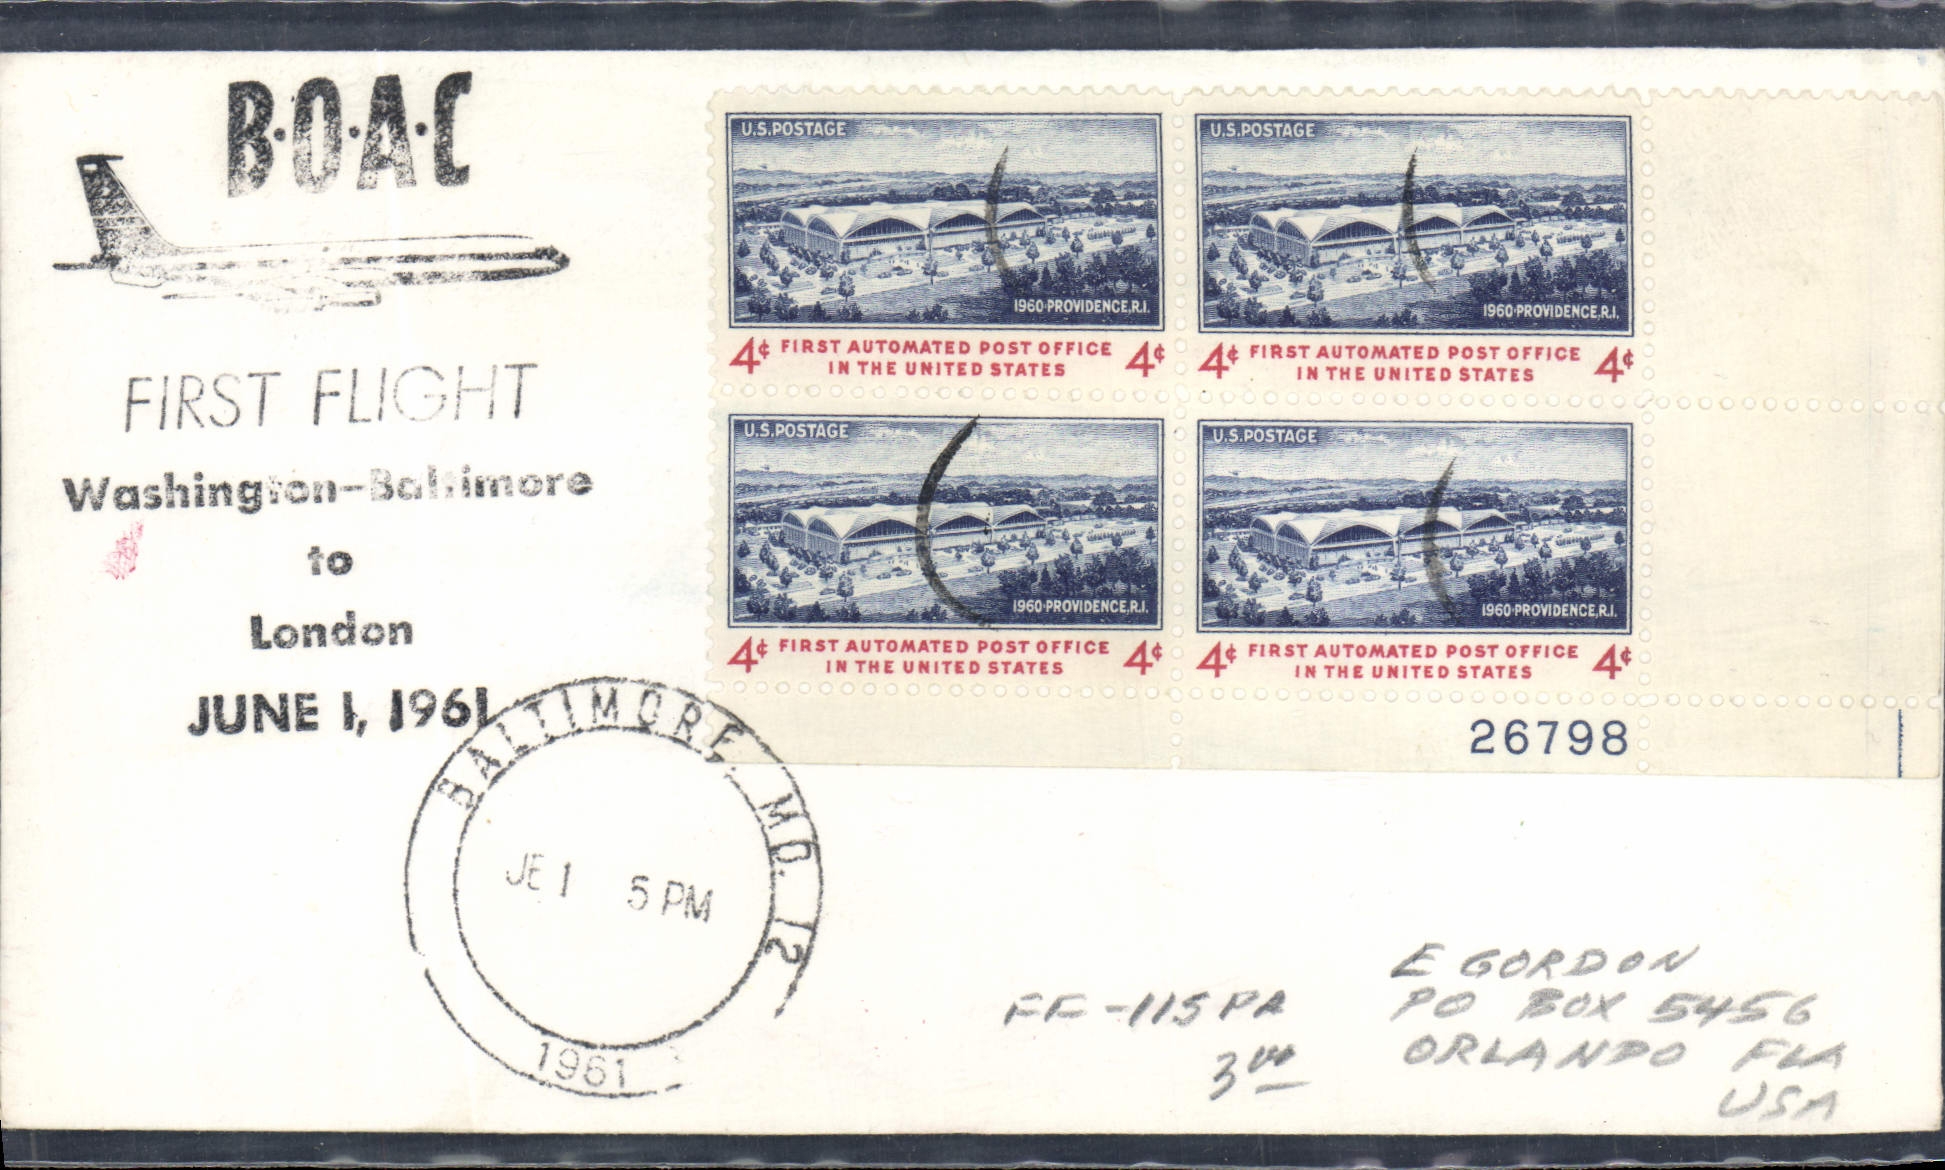 B·O·A·C
FIRST FLIGHT
Washington-Baltimore
to
London
JUNE 1, 1961
U.S.POSTAGE
1960·PROVIDENCE,R.I.
4¢ FIRST AUTOMATED POST OFFICE 4¢
IN THE UNITED STATES
U.S.POSTAGE
1960·PROVIDENCE,R.I.
4¢ FIRST AUTOMATED POST OFFICE 4¢
IN THE UNITED STATES
U.S.POSTAGE
1960·PROVIDENCE,R.I.
4¢ FIRST AUTOMATED POST OFFICE 4¢
IN THE UNITED STATES
U.S.POSTAGE
1960·PROVIDENCE,R.I.
4¢ FIRST AUTOMATED POST OFFICE 4¢
IN THE UNITED STATES
26798
BALTIMORE, MD. 12
JE 1 5 PM
1961
FF-115PA
3 00
E GORDON
PO BOX 5456
ORLANDO FLA
USA